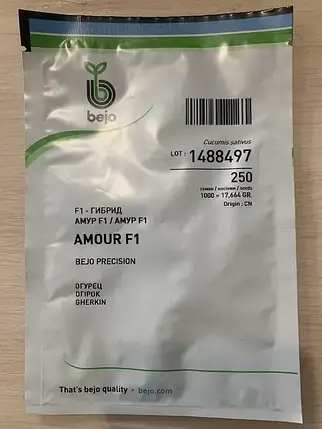 bejo
Cucumis sativus
LOT: 1488497
250
семян / насінин / seeds
1000 = 17,664 GR.
Origin : CN
F1 - ГИБРИД
АМУР F1 / АМУР F1
AMOUR F1
BEJO PRECISION
ОГУРЕЦ
ОГІРОК
GHERKIN
That's bejo quality • bejo.com